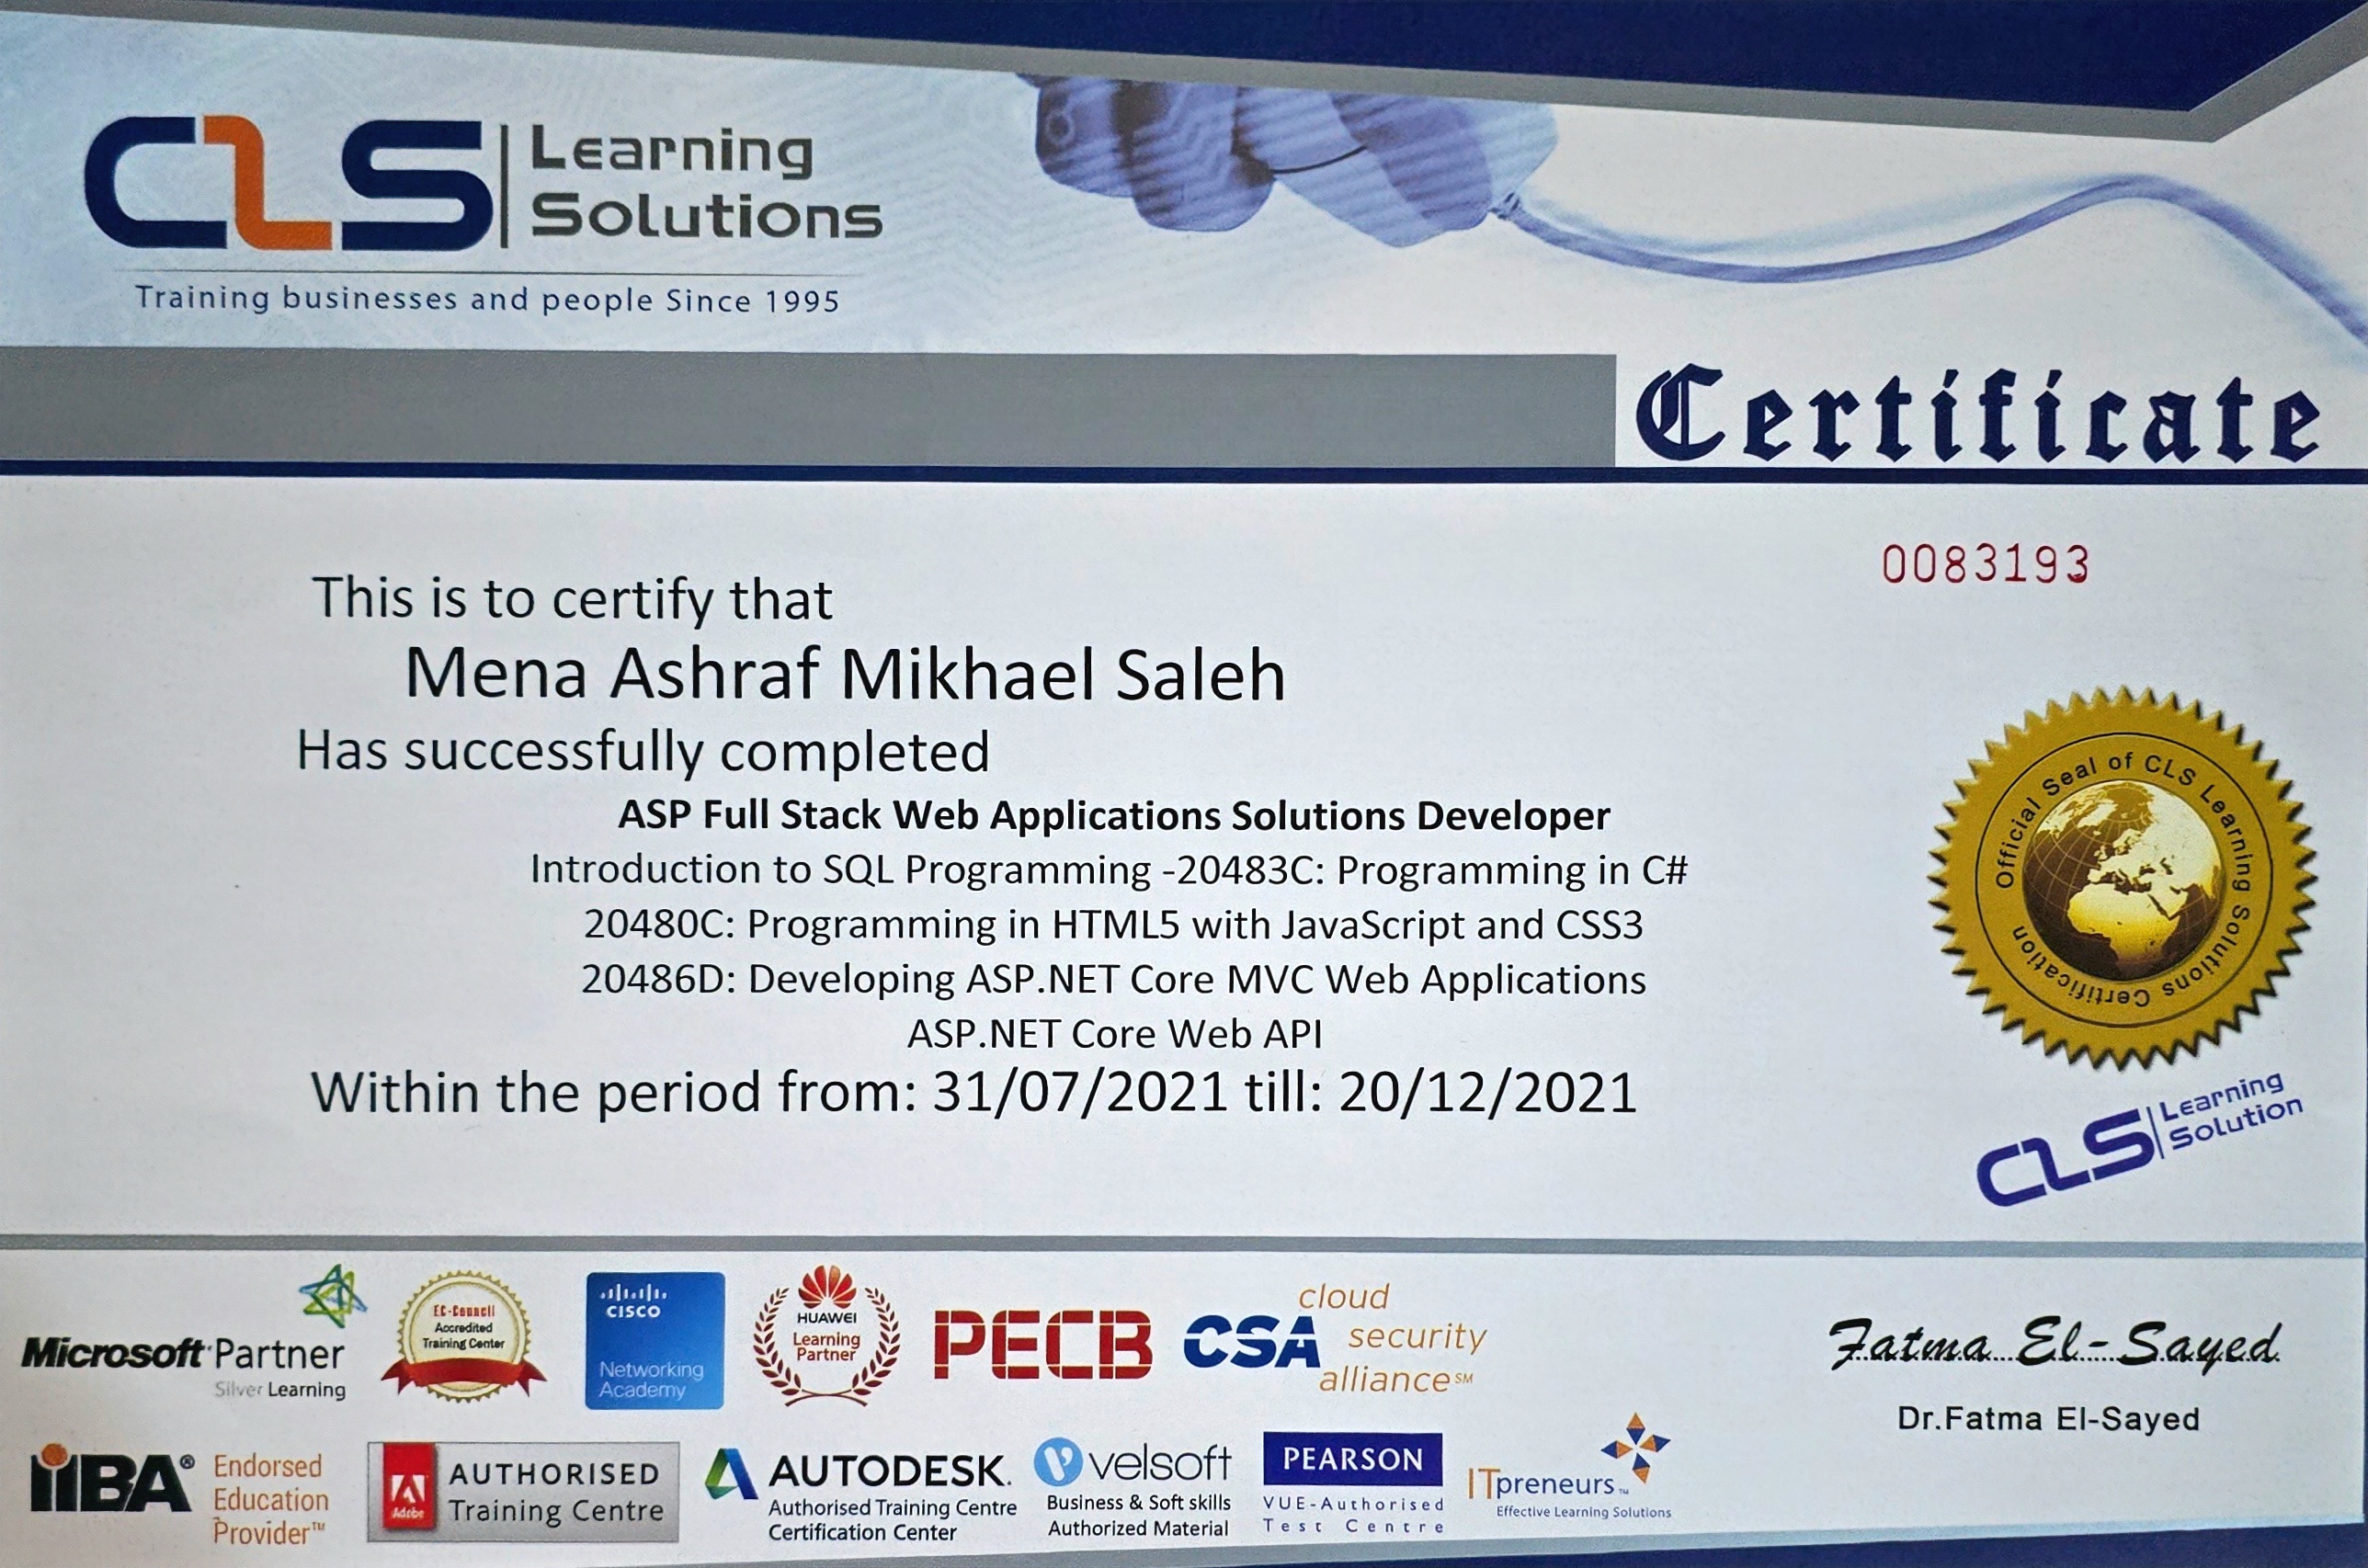 CLS Learning Solutions
Training businesses and people Since 1995
Certificate
0083193
This is to certify that
Mena Ashraf Mikhael Saleh
Has successfully completed
ASP Full Stack Web Applications Solutions Developer
Introduction to SQL Programming -20483C: Programming in C#
20480C: Programming in HTML5 with JavaScript and CSS3
20486D: Developing ASP.NET Core MVC Web Applications
ASP.NET Core Web API
Within the period from: 31/07/2021 till: 20/12/2021
Official Seal of CLS Learning Solutions Certification
CLS Learning Solution
Microsoft Partner
Silver Learning
EC-Council
Accredited
Training Center
CISCO
Networking
Academy
HUAWEI
Learning
Partner
PECB
CSA cloud security alliance℠
Fatma El-Sayed
Dr.Fatma El-Sayed
IIBA®
Endorsed
Education
Provider™
Adobe
AUTHORISED
Training Centre
AUTODESK.
Authorised Training Centre
Certification Center
velsoft
Business & Soft skills
Authorized Material
PEARSON
VUE-Authorised
Test Centre
ITpreneurs™
Effective Learning Solutions